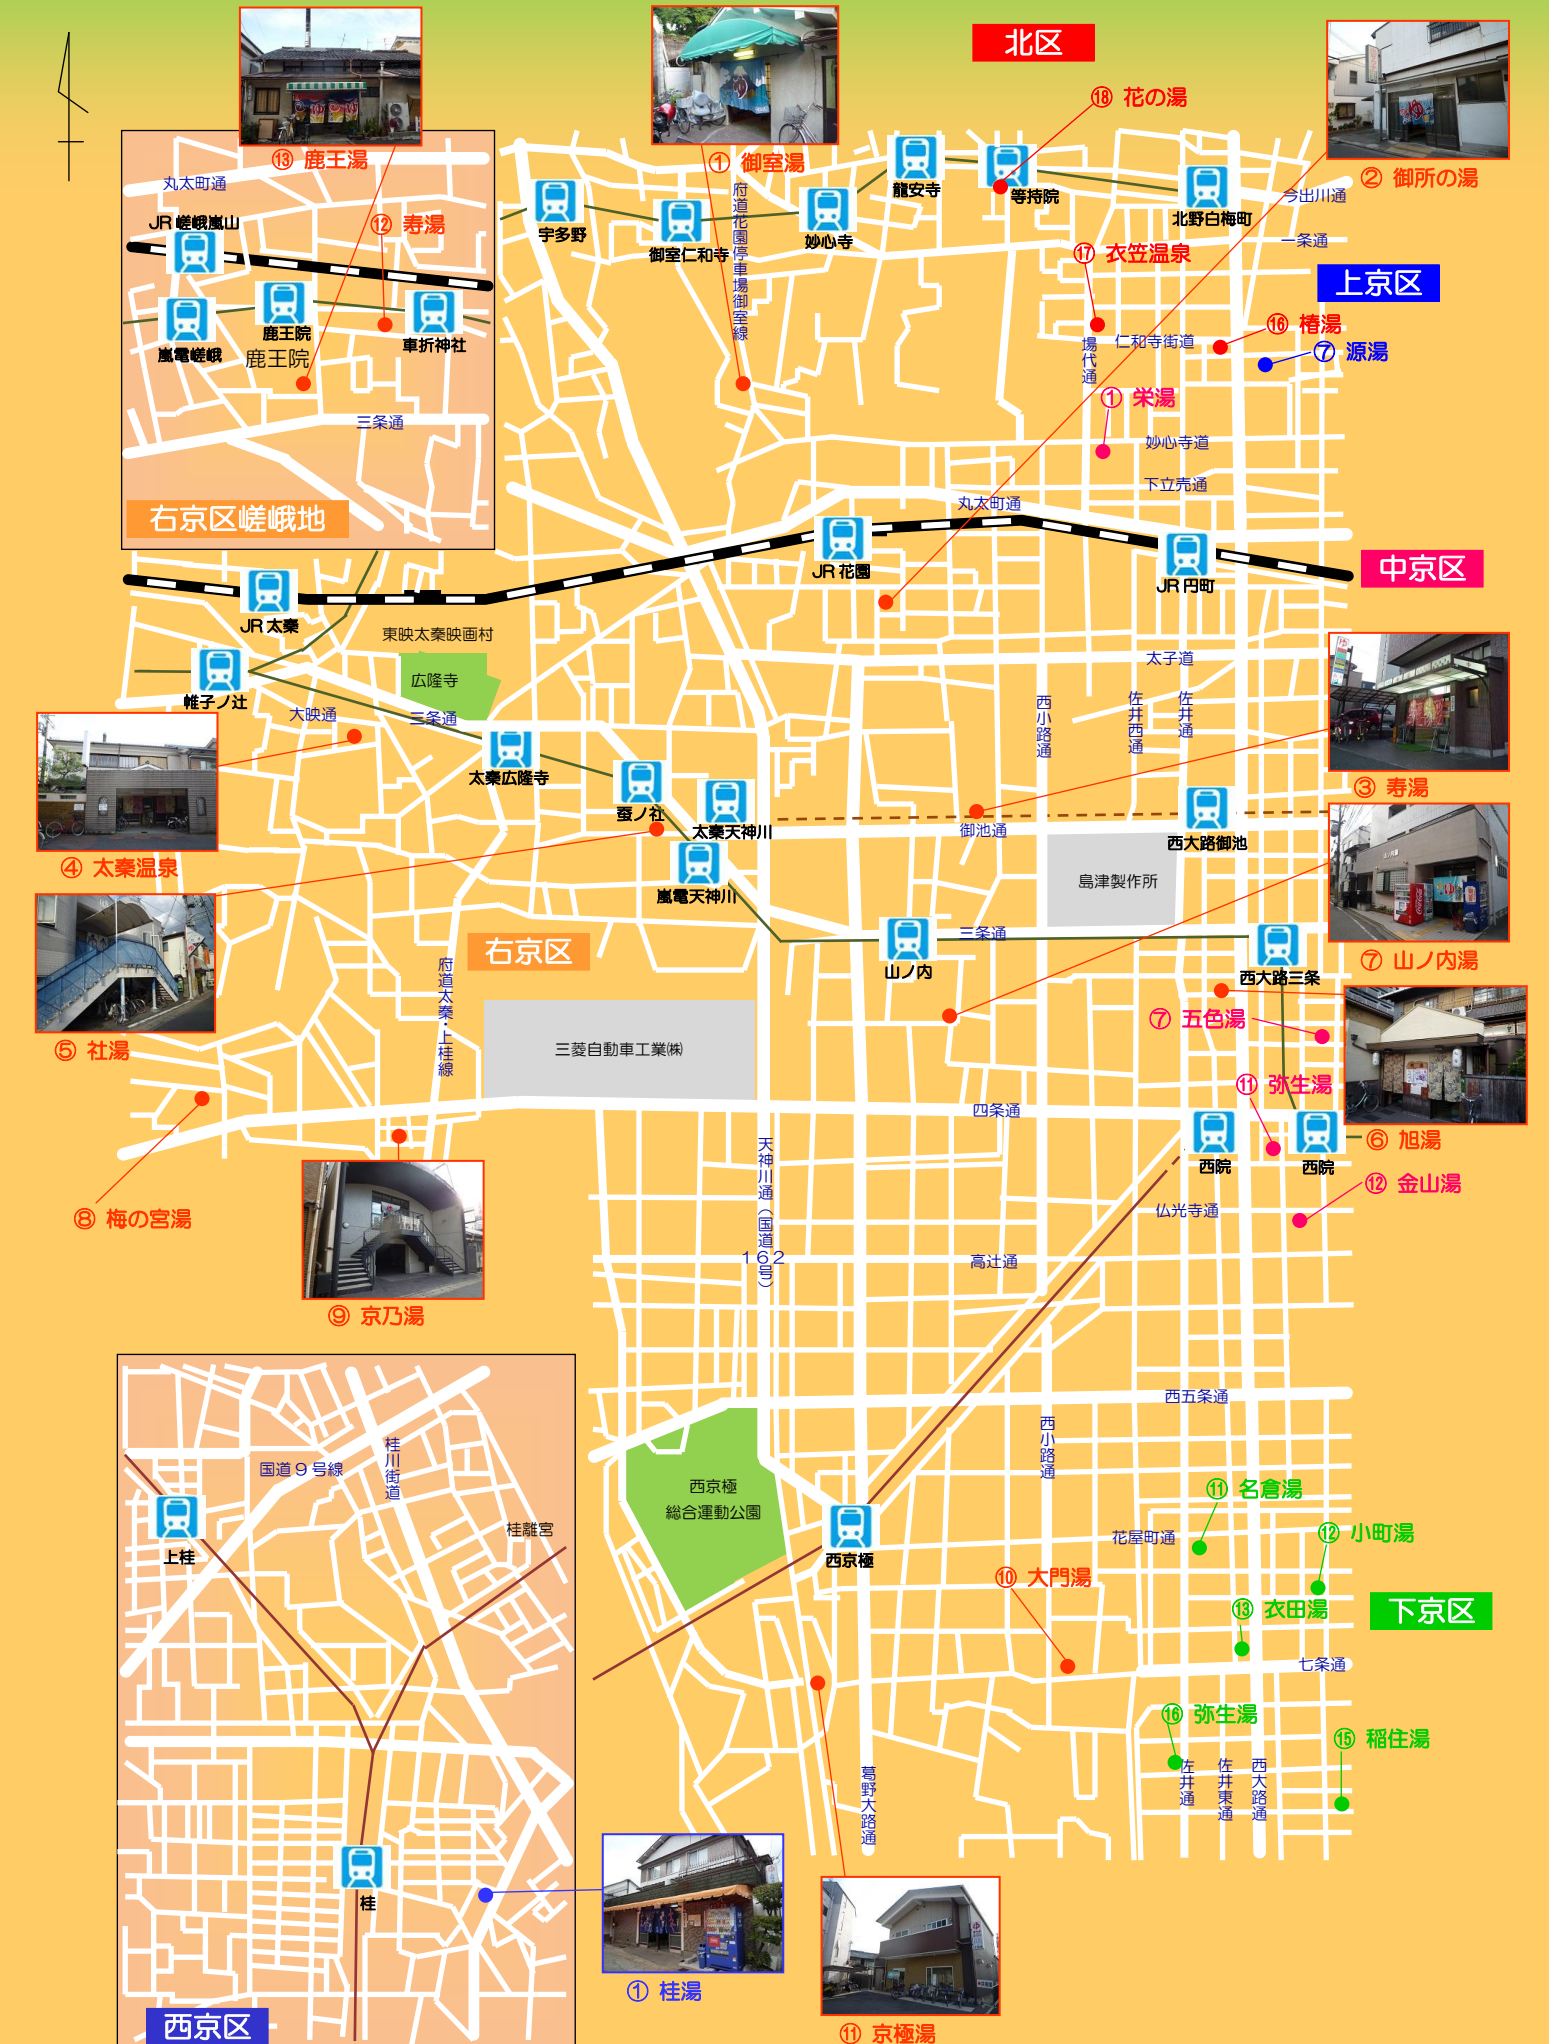 北区
⑱ 花の湯
⑬ 鹿王湯
① 御室湯
② 御所の湯
丸太町通
JR 嵯峨嵐山
⑫ 寿湯
嵐電嵯峨
鹿王院
鹿王院
車折神社
三条通
右京区嵯峨地
宇多野
御室仁和寺
府道花園停車場御室線
妙心寺
龍安寺
等持院
北野白梅町
今出川通
一条通
⑰ 衣笠温泉
上京区
⑯ 椿湯
仁和寺街道
場代通
⑦ 源湯
① 栄湯
妙心寺道
下立売通
丸太町通
JR 花園
JR 円町
中京区
JR 太秦
東映太秦映画村
広隆寺
帷子ノ辻
大映通
三条通
太秦広隆寺
太子道
西小路通
佐井西通
佐井通
③ 寿湯
蚕ノ社
太秦天神川
御池通
西大路御池
④ 太秦温泉
嵐電天神川
島津製作所
右京区
府道太秦・上桂線
山ノ内
三条通
西大路三条
⑦ 山ノ内湯
⑤ 社湯
三菱自動車工業㈱
⑦ 五色湯
⑪ 弥生湯
四条通
西院
西院
⑥ 旭湯
天神川通（国道162号）
⑧ 梅の宮湯
⑫ 金山湯
仏光寺通
高辻通
⑨ 京乃湯
西五条通
西小路通
国道９号線
桂川街道
桂離宮
上桂
西京極
総合運動公園
西京極
⑪ 名倉湯
花屋町通
⑫ 小町湯
⑩ 大門湯
下京区
⑬ 衣田湯
七条通
⑯ 弥生湯
⑮ 稲住湯
佐井通
佐井東通
西大路通
葛野大路通
桂
① 桂湯
西京区
⑪ 京極湯